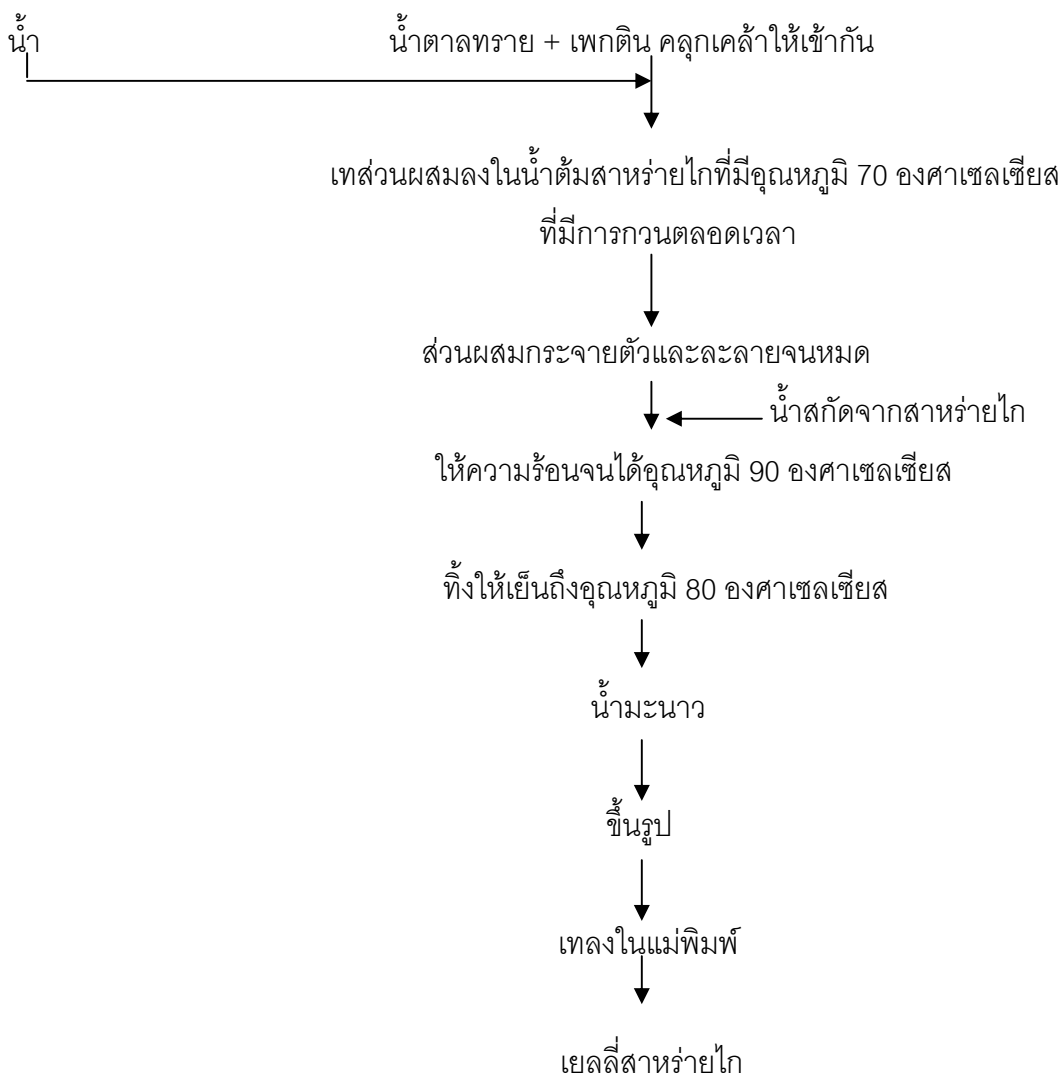 น้ำ
น้ำตาลทราย + เพกติน คลุกเคล้าให้เข้ากัน
เทส่วนผสมลงในน้ำต้มสาหร่ายไกที่มีอุณหภูมิ 70 องศาเซลเซียส
ที่มีการกวนตลอดเวลา
ส่วนผสมกระจายตัวและละลายจนหมด
น้ำสกัดจากสาหร่ายไก
ให้ความร้อนจนได้อุณหภูมิ 90 องศาเซลเซียส
ทิ้งให้เย็นถึงอุณหภูมิ 80 องศาเซลเซียส
น้ำมะนาว
ขึ้นรูป
เทลงในแม่พิมพ์
เยลลี่สาหร่ายไก